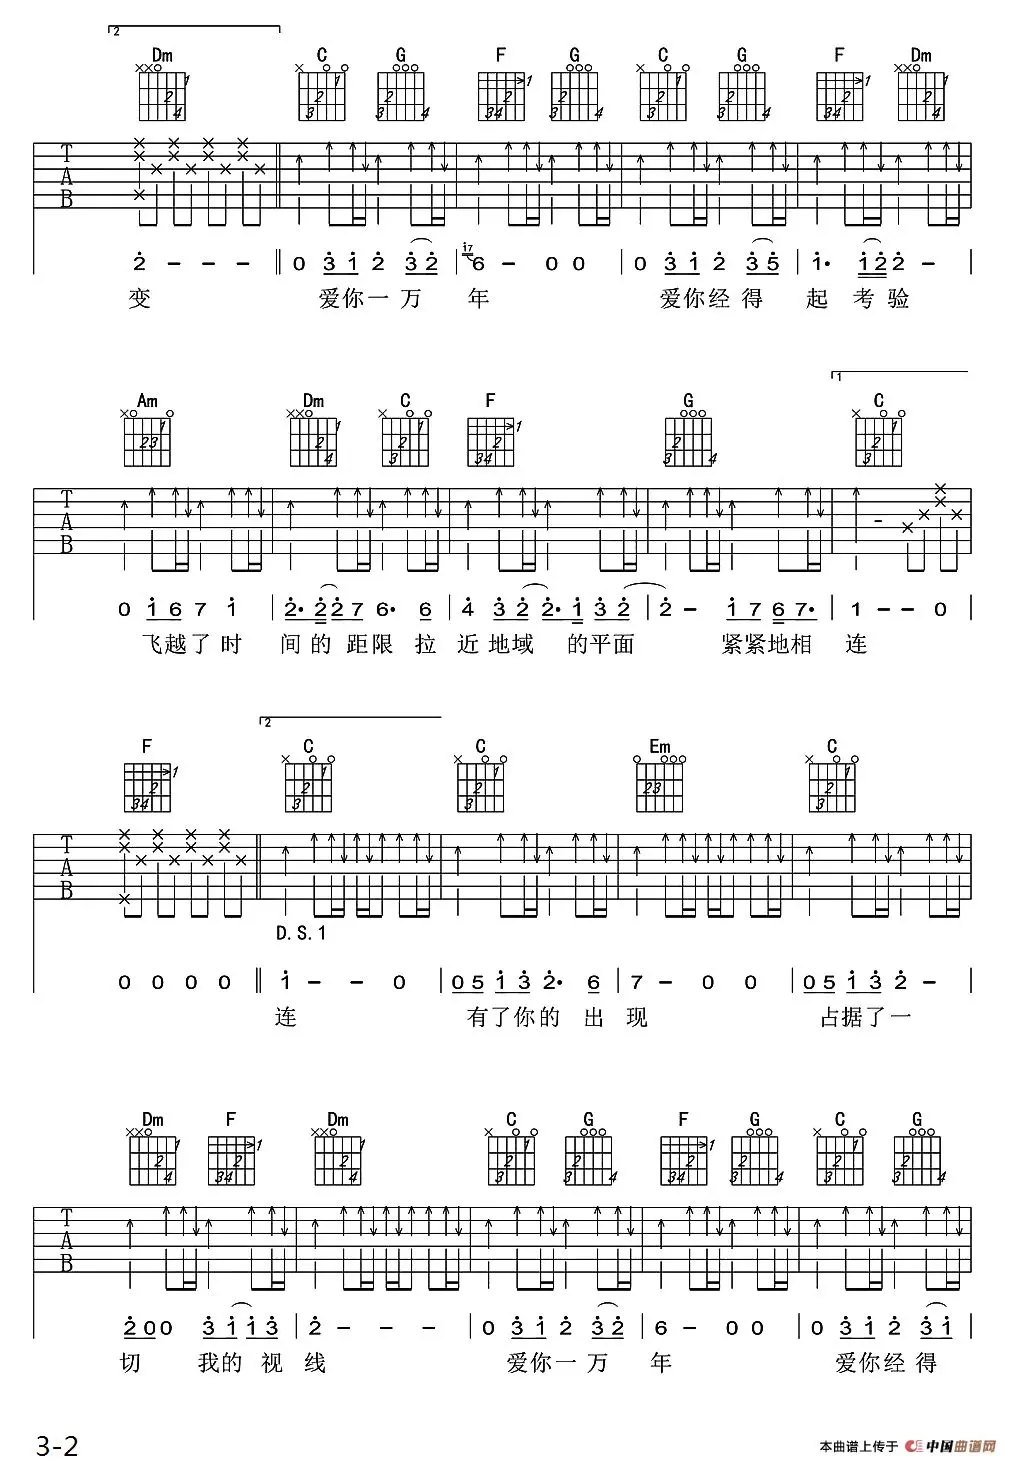 2
Dm C G F G C G F Dm
T A B
2 - - - 0 3 1 2 3 2 17 6 - 0 0 0 3 1 2 3 5 1· 1 2 2 -
变 爱你一万 年 爱你经得 起 考 验
1
Am Dm C F G C
T A B
0 1 6 7 1 2· 2 2 7 6· 6 4 3 2 2· 1 3 2 2 - 1 7 6 7· 1 - - 0
飞越了时 间的 距限 拉 近地域 的平面 紧紧地相 连
2
F C C Em C
T A B
D.S.1
0 0 0 0 1 - - 0 0 5 1 3 2· 6 7 - 0 0 0 5 1 3 2 -
连 有了你的 出 现 占据了一
Dm F Dm C G F G C G
T A B
2 0 0 3 1 1 3 2 - - - 0 3 1 2 3 2 6 - 0 0 0 3 1 2 3 1
切 我的 视 线 爱你一万 年 爱你经得
3-2
本曲谱上传于 中国曲谱网